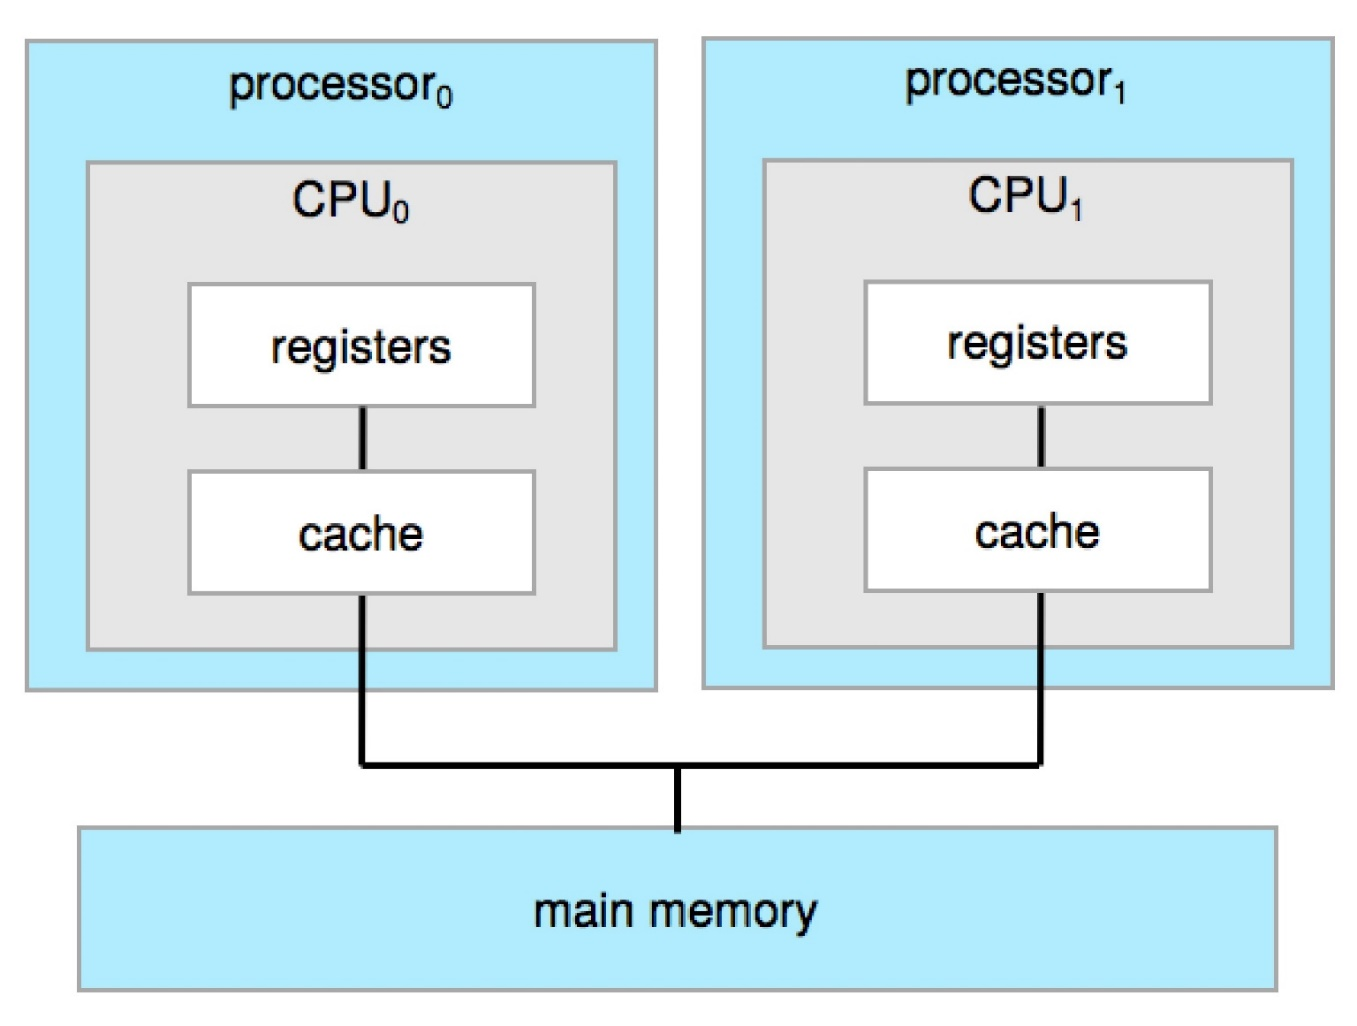 processor₀
CPU₀
registers
cache
processor₁
CPU₁
registers
cache
main memory